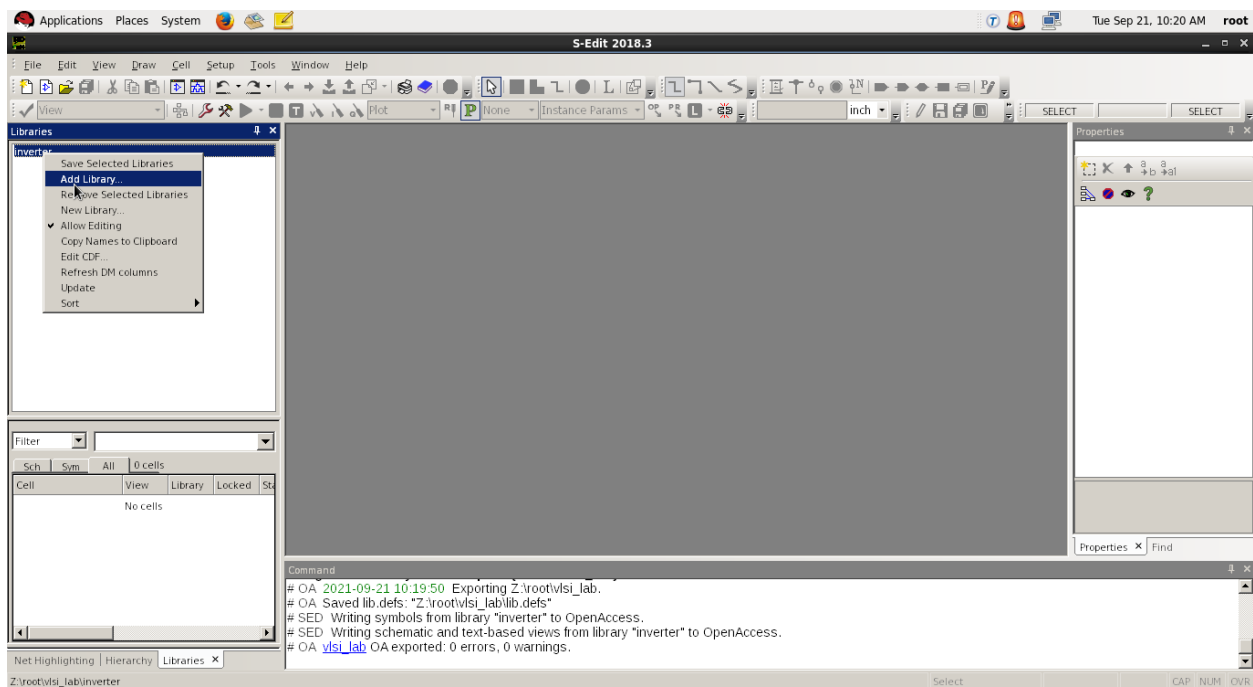 Applications Places System
Tue Sep 21, 10:20 AM root
S-Edit 2018.3
File Edit View Draw Cell Setup Tools Window Help
View
Plot
None
Instance Params
inch
SELECT
SELECT
Libraries
inverter
Save Selected Libraries
Add Library...
Remove Selected Libraries
New Library...
Allow Editing
Copy Names to Clipboard
Edit CDF...
Refresh DM columns
Update
Sort
Properties
Filter
Sch Sym All 0 cells
Cell View Library Locked Sta
No cells
Properties Find
Command
# OA 2021-09-21 10:19:50 Exporting Z:\root\vlsi_lab.
# OA Saved lib.defs: "Z:\root\vlsi_lab\lib.defs"
# SED Writing symbols from library "inverter" to OpenAccess.
# SED Writing schematic and text-based views from library "inverter" to OpenAccess.
# OA vlsi_lab OA exported: 0 errors, 0 warnings.
Net Highlighting Hierarchy Libraries
Z:\root\vlsi_lab\inverter
Select
CAP NUM OVR